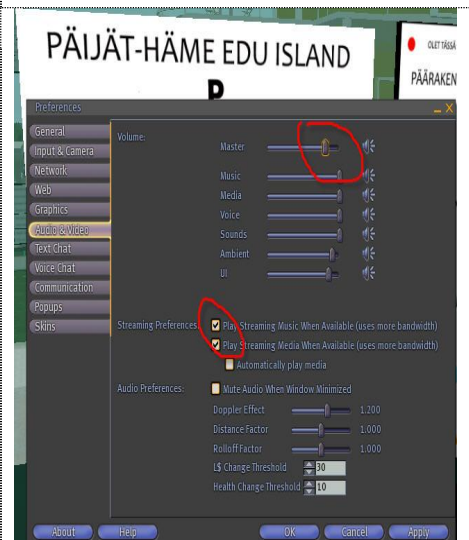 PÄIJÄT-HÄME EDU ISLAND
OLET TÄSSÄ
PÄÄRAKEN
Preferences
General
Input & Camera
Network
Web
Graphics
Audio & Video
Text Chat
Voice Chat
Communication
Popups
Skins
Volume:
Master
Music
Media
Voice
Sounds
Ambient
UI
Streaming Preferences:
Play Streaming Music When Available (uses more bandwidth)
Play Streaming Media When Available (uses more bandwidth)
Automatically play media
Audio Preferences:
Mute Audio When Window Minimized
Doppler Effect 1.200
Distance Factor 1.000
Rolloff Factor 1.000
L$ Change Threshold 30
Health Change Threshold 10
About Help OK Cancel Apply